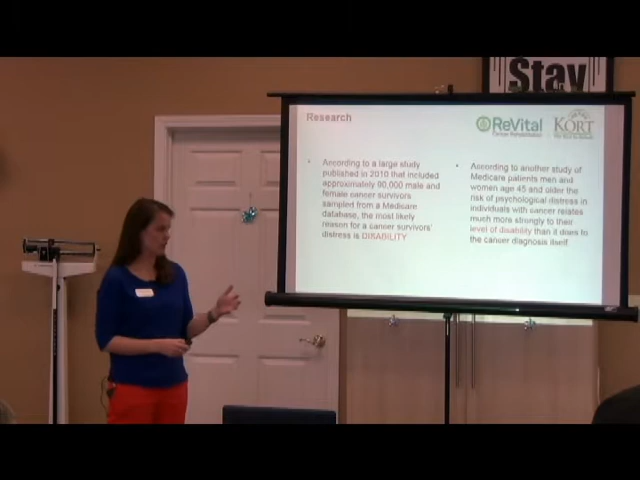 Stay
Research
ReVital
Cancer Rehabilitation
KORT
According to a large study
published in 2010 that included
approximately 90,000 male and
female cancer survivors
sampled from a Medicare
database, the most likely
reason for a cancer survivors'
distress is DISABILITY
According to another study of
Medicare patients men and
women age 45 and older the
risk of psychological distress in
individuals with cancer relates
much more strongly to their
level of disability than it does to
the cancer diagnosis itself